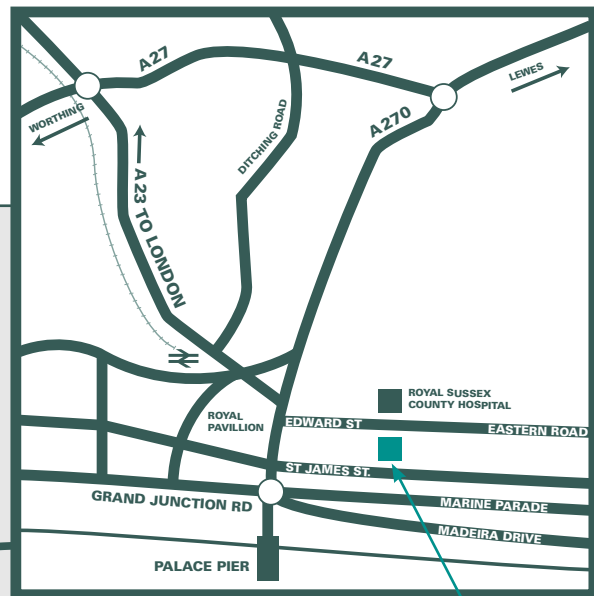 A27
A27
LEWES
WORTHING
A270
DITCHING ROAD
A 23 TO LONDON
ROYAL SUSSEX
COUNTY HOSPITAL
ROYAL
PAVILLION
EDWARD ST
EASTERN ROAD
ST JAMES ST.
GRAND JUNCTION RD
MARINE PARADE
MADEIRA DRIVE
PALACE PIER